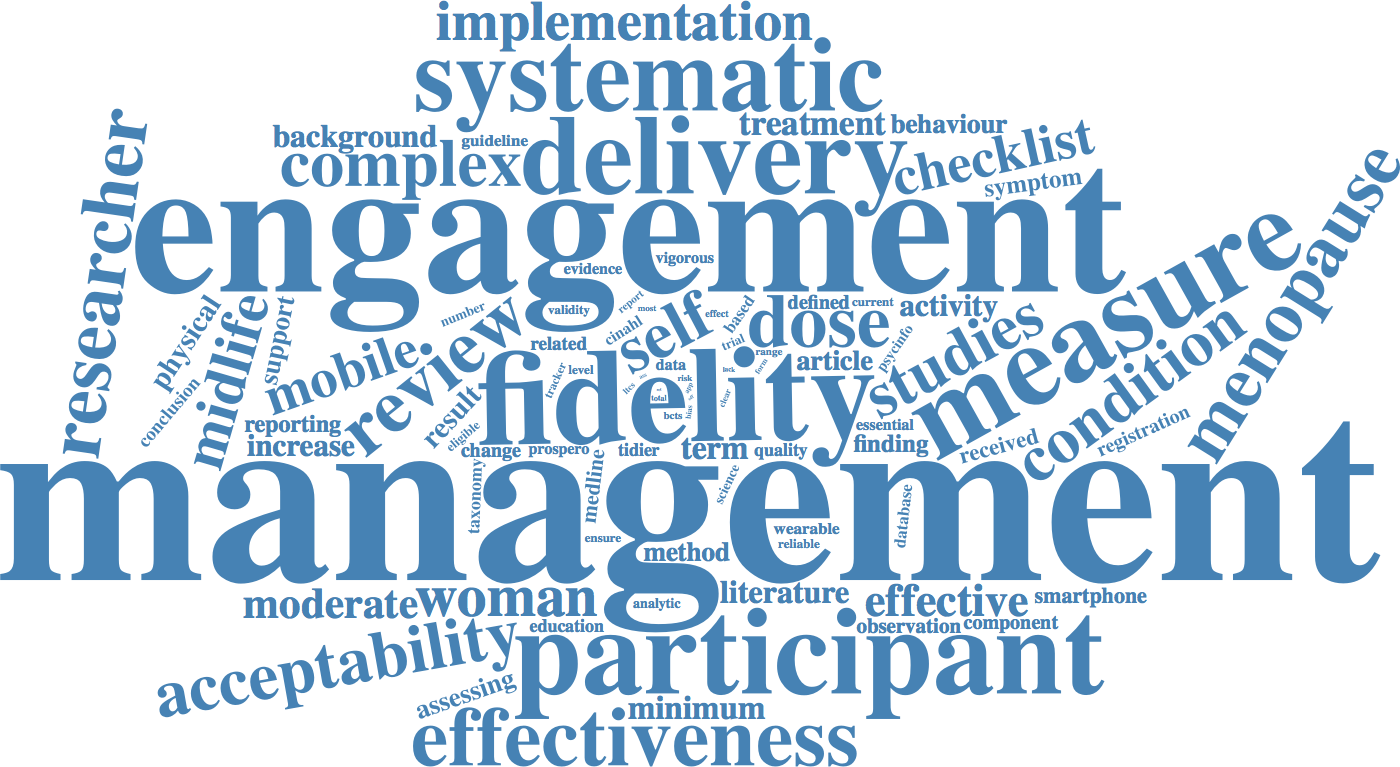 implementation
systematic
background
guideline
complex
delivery
treatment
behaviour
checklist
symptom
researcher
engagement
menopause
evidence
vigorous
validity
physical
midlife
support
conclusion
mobile
number
review
related
cinahl
report
most
self
effect
based
trial
defined
current
dose
activity
range
form
article
psycinfo
studies
measure
condition
reporting
increase
result
eligible
tracker
level
fidelity
data
risk
ltcs
total
bcts
bias
app
clear
lack
essential
finding
received
registration
change
prospero
tidier
term
quality
management
taxonomy
medline
ensure
science
method
wearable
reliable
database
analytic
moderate
woman
literature
effective
smartphone
education
observation
component
acceptability
participant
assessing
minimum
effectiveness